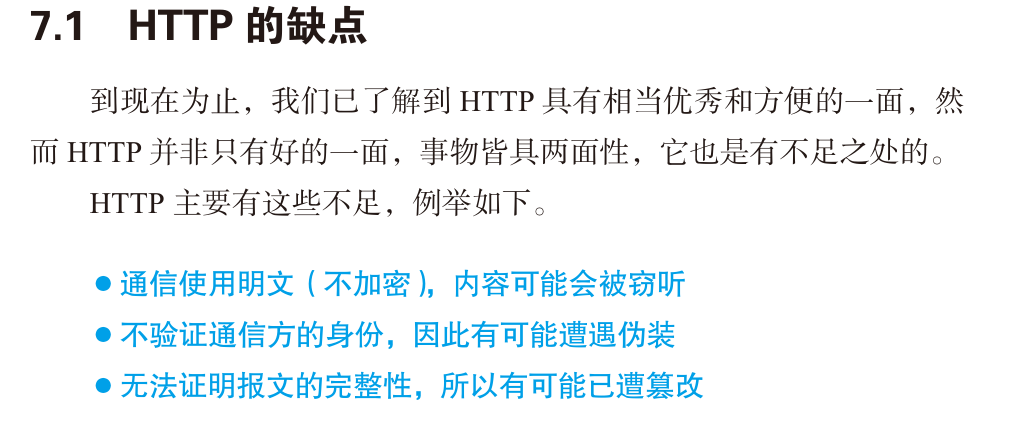 7.1 HTTP 的缺点
到现在为止，我们已了解到 HTTP 具有相当优秀和方便的一面，然
而 HTTP 并非只有好的一面，事物皆具两面性，它也是有不足之处的。
HTTP 主要有这些不足，例举如下。
● 通信使用明文（不加密），内容可能会被窃听
● 不验证通信方的身份，因此有可能遭遇伪装
● 无法证明报文的完整性，所以有可能已遭篡改